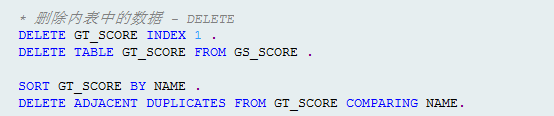 * 删除内表中的数据 - DELETE
DELETE GT_SCORE INDEX 1 .
DELETE TABLE GT_SCORE FROM GS_SCORE .
SORT GT_SCORE BY NAME .
DELETE ADJACENT DUPLICATES FROM GT_SCORE COMPARING NAME.